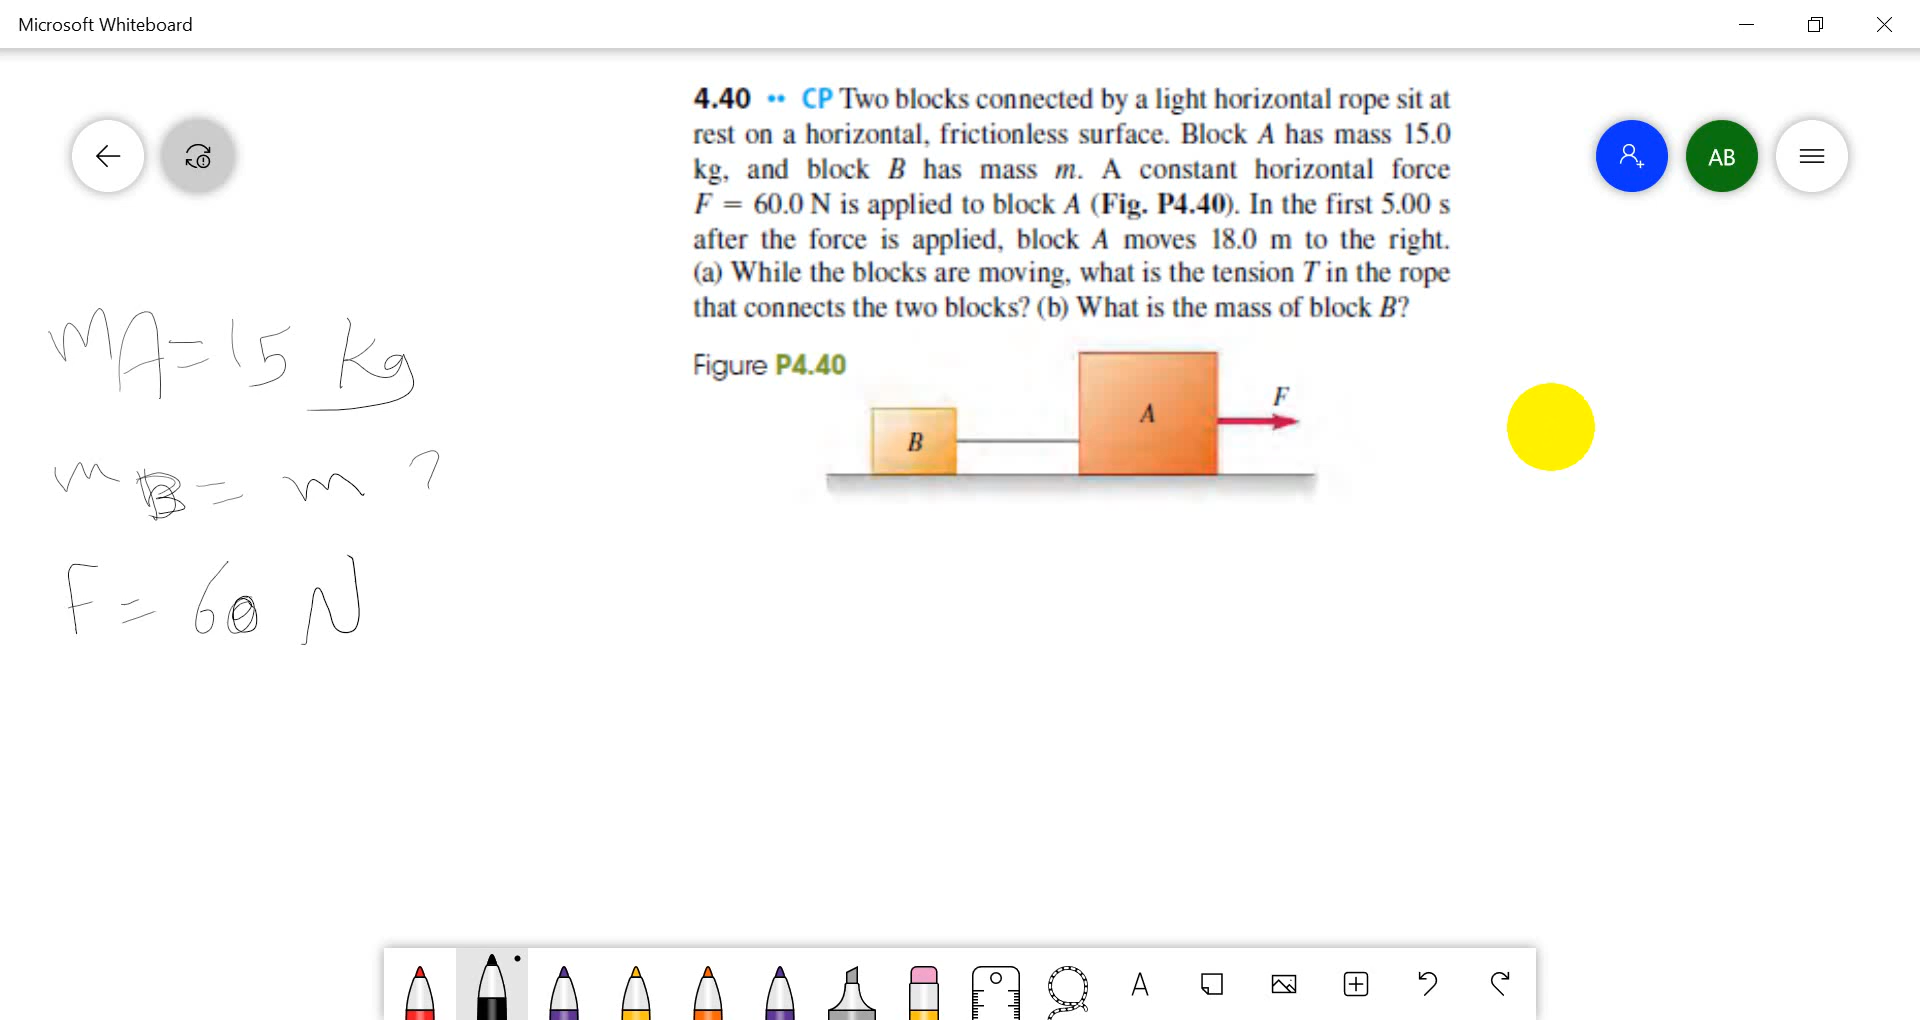 Microsoft Whiteboard
4.40 •• CP Two blocks connected by a light horizontal rope sit at
rest on a horizontal, frictionless surface. Block A has mass 15.0
kg, and block B has mass m. A constant horizontal force
F = 60.0 N is applied to block A (Fig. P4.40). In the first 5.00 s
after the force is applied, block A moves 18.0 m to the right.
(a) While the blocks are moving, what is the tension T in the rope
that connects the two blocks? (b) What is the mass of block B?
Figure P4.40
B
A
F
AB
mA=15 kg
mB=m ?
F=60 N
A